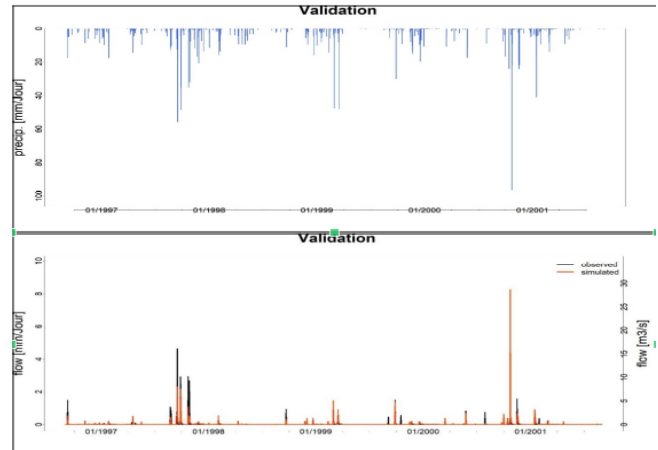 Validation
precip. [mm/Jour]
0
20
40
60
80
100
01/1997 01/1998 01/1999 01/2000 01/2001
Validation
observed
simulated
flow [mm/Jour]
10
8
6
4
2
0
flow [m3/s]
30
25
20
15
10
5
0
01/1997 01/1998 01/1999 01/2000 01/2001